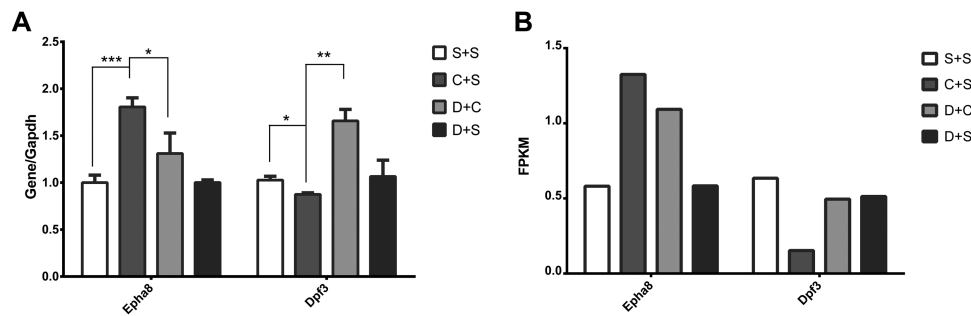 A
Gene/Gapdh
2.5
2.0
1.5
1.0
0.5
0.0
***
*
*
**
Epha8
Dpf3
S+S
C+S
D+C
D+S
B
FPKM
1.5
1.0
0.5
0.0
Epha8
Dpf3
S+S
C+S
D+C
D+S